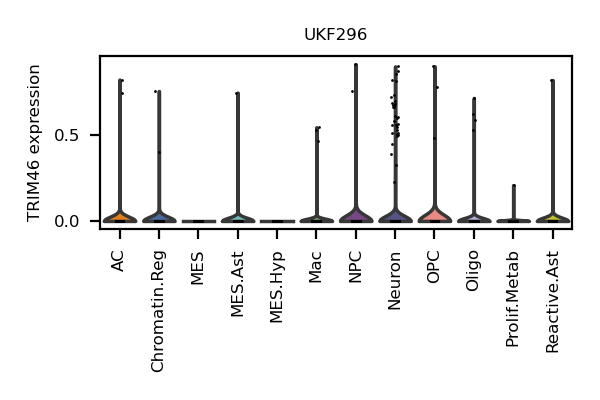 UKF296
TRIM46 expression
0.5
0.0
AC
Chromatin.Reg
MES
MES.Ast
MES.Hyp
Mac
NPC
Neuron
OPC
Oligo
Prolif.Metab
Reactive.Ast